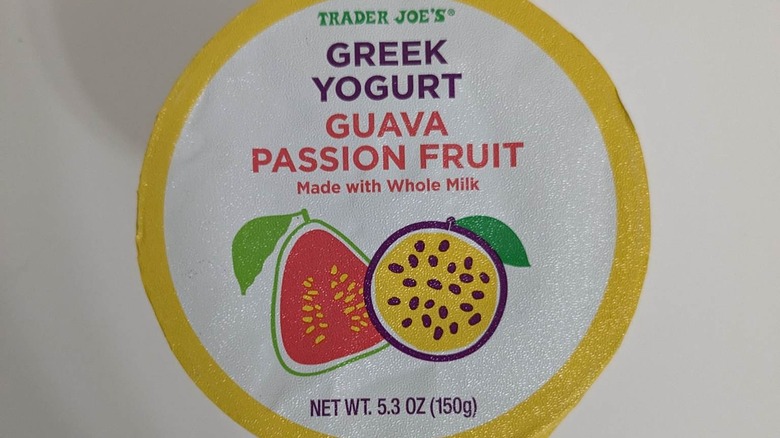 TRADER JOE'S®
GREEK
YOGURT
GUAVA
PASSION FRUIT
Made with Whole Milk
NET WT. 5.3 OZ (150g)